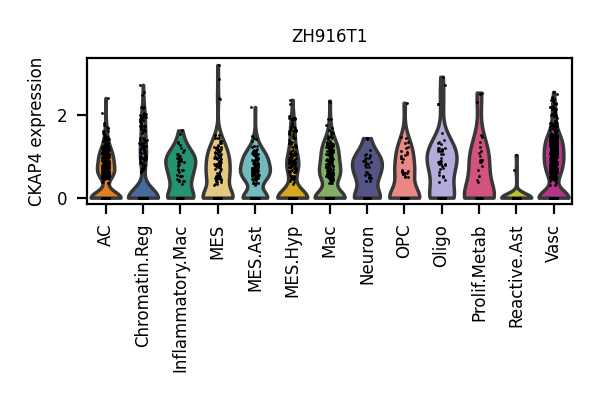 ZH916T1
CKAP4 expression
2
0
AC
Chromatin.Reg
Inflammatory.Mac
MES
MES.Ast
MES.Hyp
Mac
Neuron
OPC
Oligo
Prolif.Metab
Reactive.Ast
Vasc